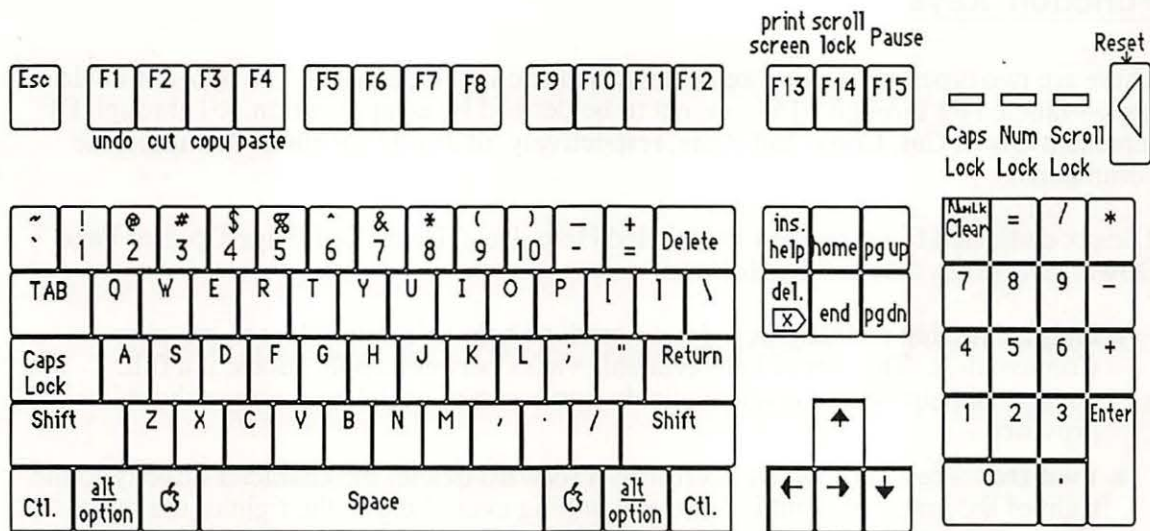 print scroll Pause
screen lock
Reset
Esc F1 F2 F3 F4 F5 F6 F7 F8 F9 F10 F11 F12 F13 F14 F15
undo cut copy paste
Caps Num Scroll
Lock Lock Lock
~ ! @ # $ % ^ & * ( ) — +
` 1 2 3 4 5 6 7 8 9 10 - = Delete
ins.
help home pg up
NumLk
Clear = / *
TAB Q W E R T Y U I O P [ ] \
del.
X end pg dn
7 8 9 -
Caps
Lock A S D F G H J K L ; " Return
4 5 6 +
Shift Z X C V B N M , . / Shift
1 2 3 Enter
Ctl. alt
option Space alt
option Ctl.
0 .